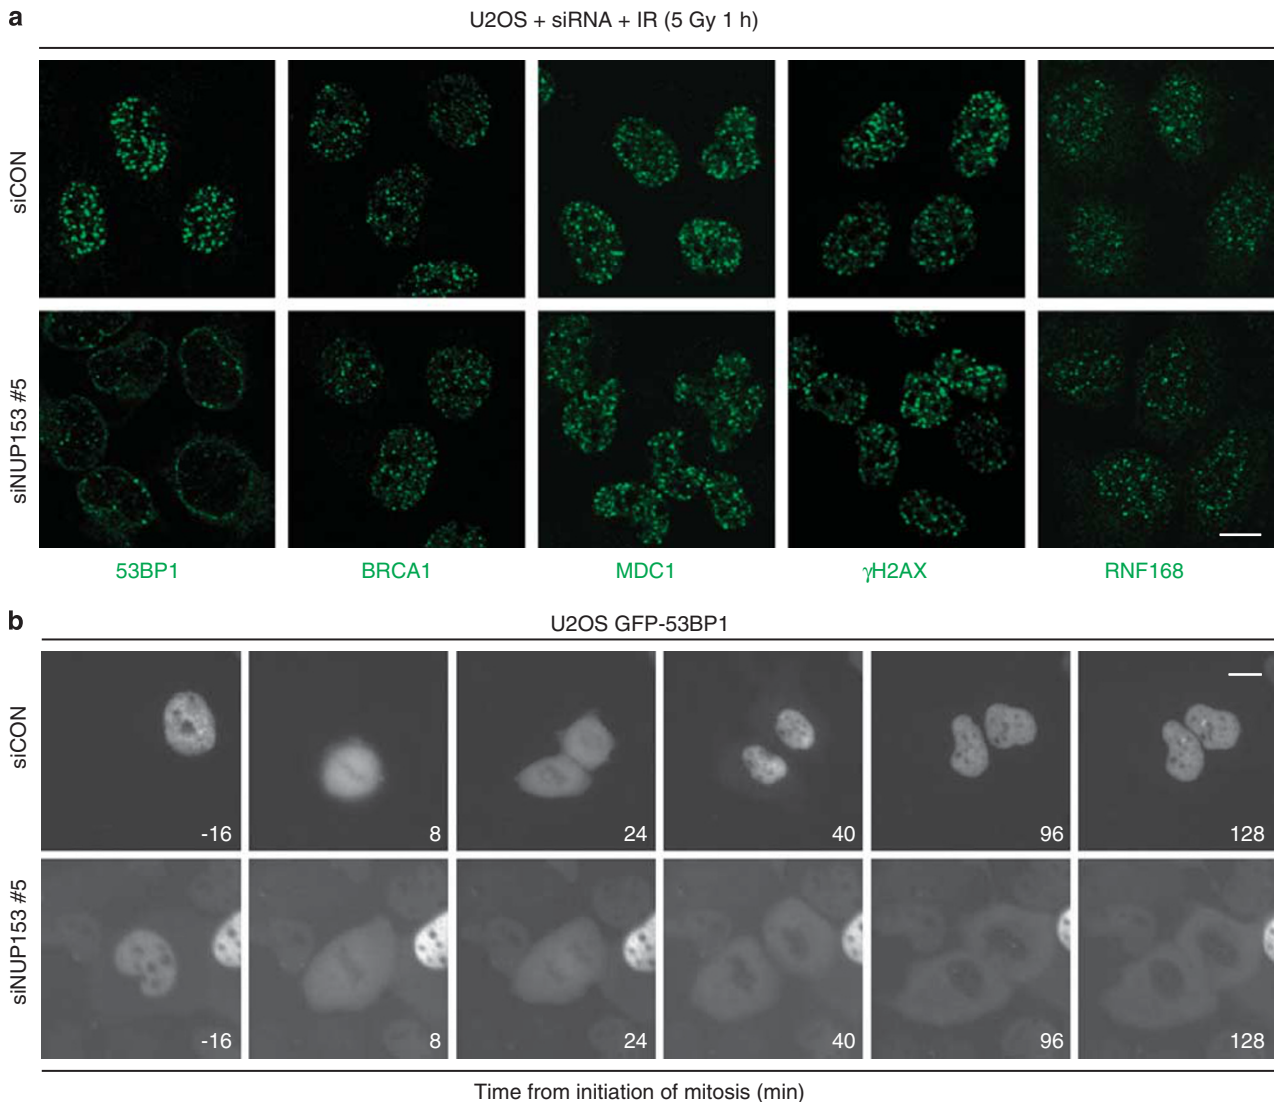 a
U2OS + siRNA + IR (5 Gy 1 h)
siCON
siNUP153 #5
53BP1 BRCA1 MDC1 γH2AX RNF168
b
U2OS GFP-53BP1
siCON
-16 8 24 40 96 128
siNUP153 #5
-16 8 24 40 96 128
Time from initiation of mitosis (min)